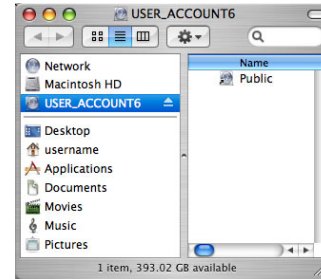 USER_ACCOUNT6
Network
Macintosh HD
USER_ACCOUNT6
Desktop
username
Applications
Documents
Movies
Music
Pictures
Name
Public
1 item, 393.02 GB available